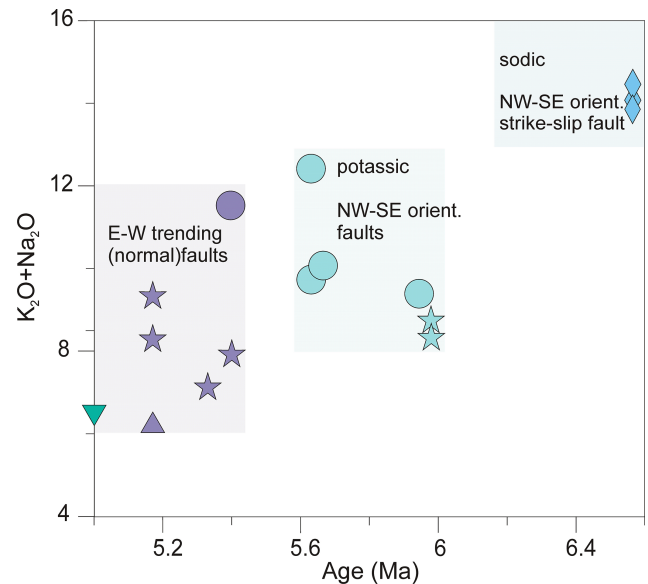 16
sodic
NW-SE orient.
strike-slip fault
potassic
12
NW-SE orient.
faults
E-W trending
(normal)faults
K₂O+Na₂O
8
4
5.2
5.6
6
6.4
Age (Ma)